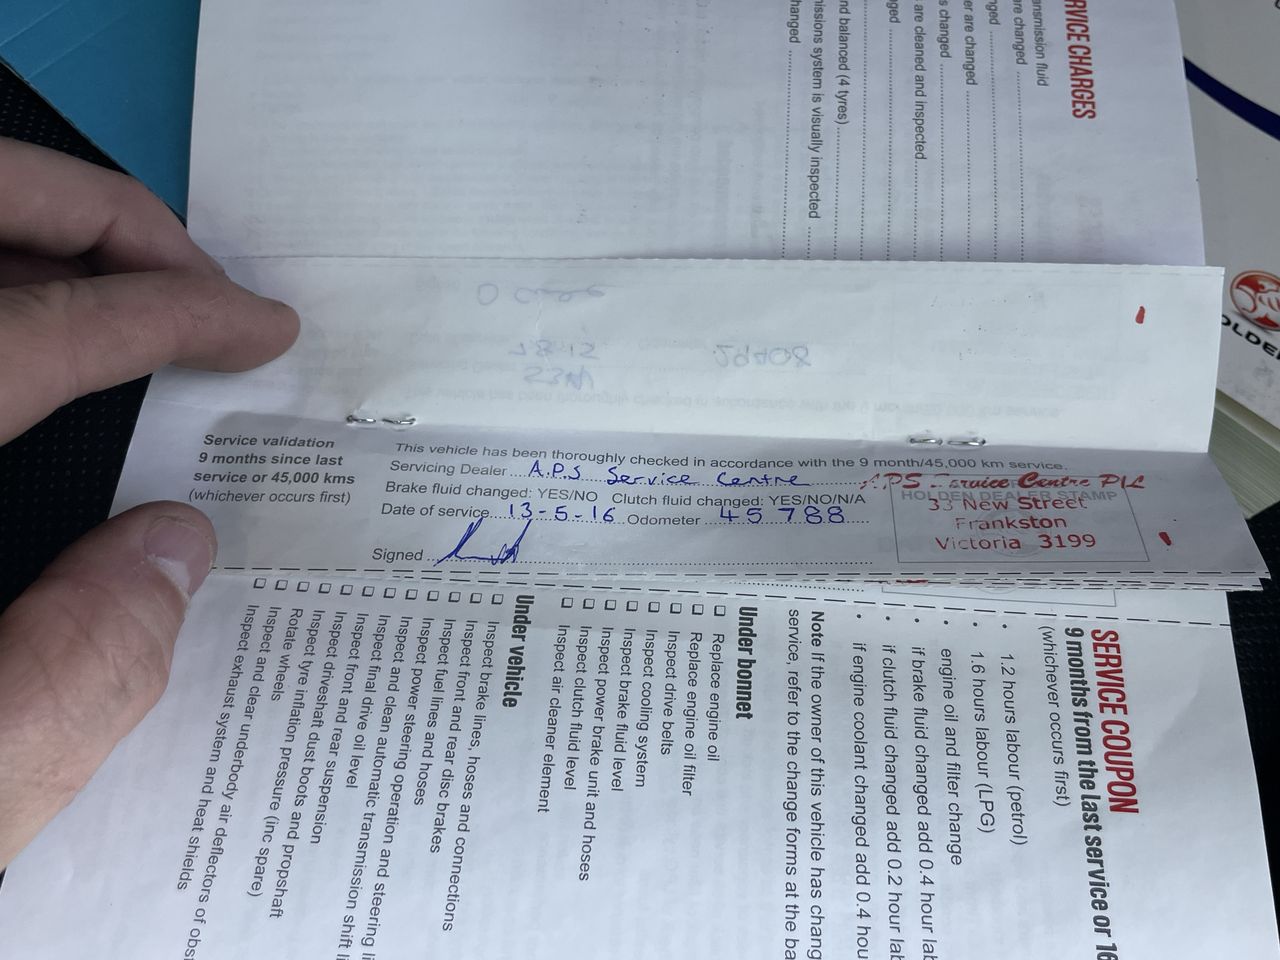 Service validation
9 months since last
service or 45,000 kms
(whichever occurs first)
This vehicle has been thoroughly checked in accordance with the 9 month/45,000 km service.
Servicing Dealer A.P.S Service Centre
Brake fluid changed: YES/NO Clutch fluid changed: YES/NO/N/A
Date of service 13-5-16 Odometer 45788
Signed
APS Service Centre P/L
HOLDEN DEALER STAMP
33 New Street
Frankston
Victoria 3199
SERVICE COUPON
9 months from the last service or 16
(whichever occurs first)
• 1.2 hours labour (petrol)
• 1.6 hours labour (LPG)
• engine oil and filter change
• if brake fluid changed add 0.4 hour lab
• if clutch fluid changed add 0.2 hour lab
• if engine coolant changed add 0.4 hou
Note If the owner of this vehicle has chang
service, refer to the change forms at the ba
Under bonnet
Replace engine oil
Replace engine oil filter
Inspect drive belts
Inspect cooling system
Inspect brake fluid level
Inspect power brake unit and hoses
Inspect clutch fluid level
Inspect air cleaner element
Under vehicle
Inspect brake lines, hoses and connections
Inspect front and rear disc brakes
Inspect fuel lines and hoses
Inspect power steering operation and steering
Inspect and clean automatic transmission shift
Inspect final drive oil level
Inspect front and rear suspension
Inspect driveshaft dust boots and propshaft
Inspect tyre inflation pressure (inc spare)
Rotate wheels
Inspect and clear underbody air deflectors of obs
Inspect exhaust system and heat shields
RVICE CHARGES
ansmission fluid
are changed
nged
er are changed
s changed
are cleaned and inspected
ged
nd balanced (4 tyres)
missions system is visually inspected
hanged
OLDEN